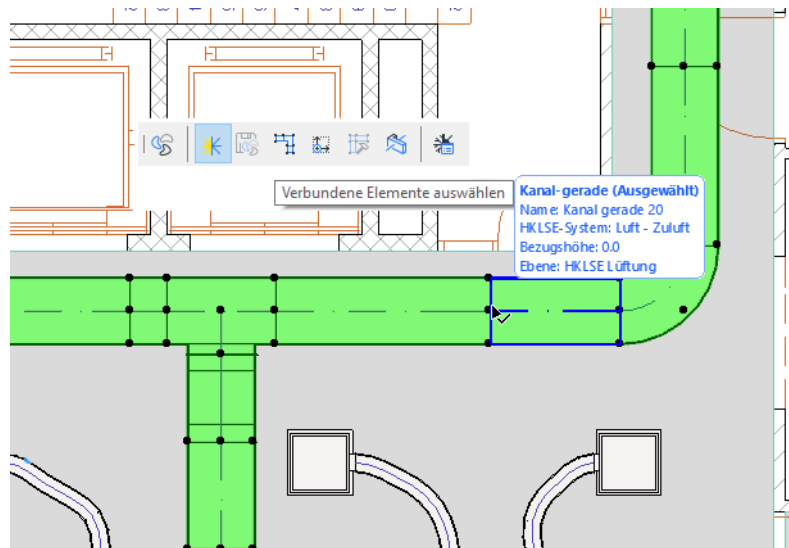 Verbundene Elemente auswählen
Kanal-gerade (Ausgewählt)
Name: Kanal gerade 20
HKLSE-System: Luft - Zuluft
Bezugshöhe: 0.0
Ebene: HKLSE Lüftung